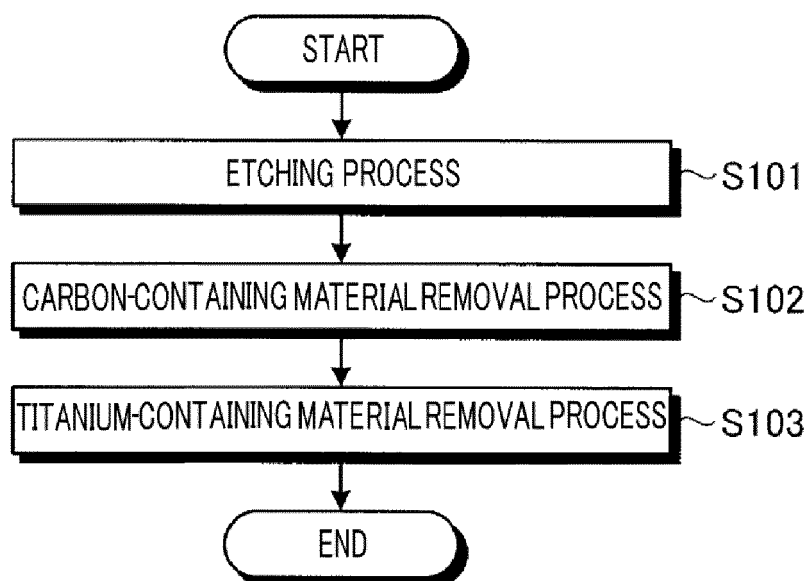 START
ETCHING PROCESS
S101
CARBON-CONTAINING MATERIAL REMOVAL PROCESS
S102
TITANIUM-CONTAINING MATERIAL REMOVAL PROCESS
S103
END